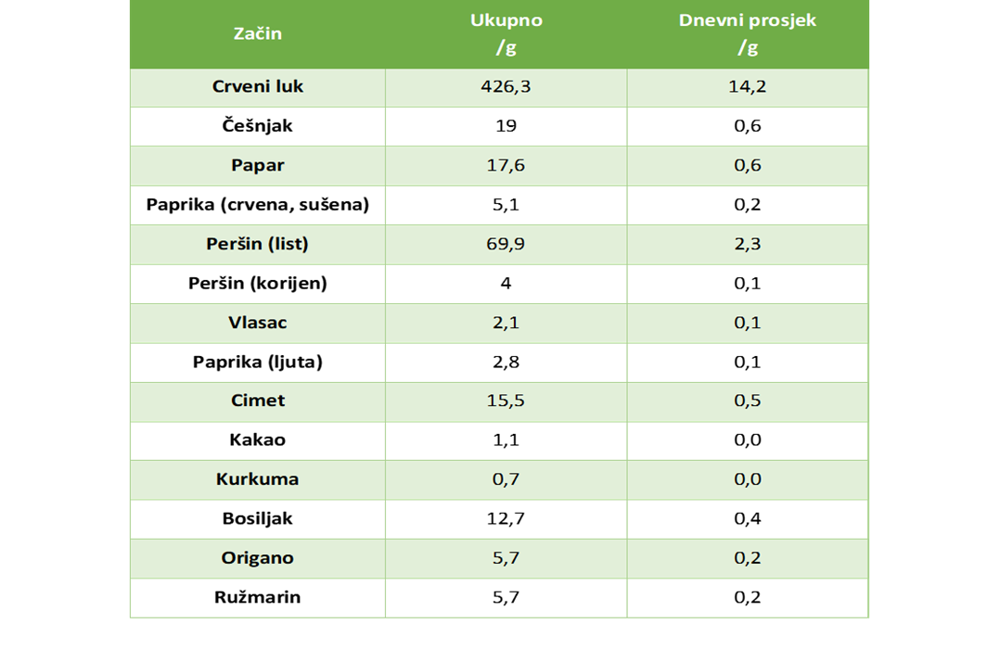 Začin Ukupno /g Dnevni prosjek /g
Crveni luk 426,3 14,2
Češnjak 19 0,6
Papar 17,6 0,6
Paprika (crvena, sušena) 5,1 0,2
Peršin (list) 69,9 2,3
Peršin (korijen) 4 0,1
Vlasac 2,1 0,1
Paprika (ljuta) 2,8 0,1
Cimet 15,5 0,5
Kakao 1,1 0,0
Kurkuma 0,7 0,0
Bosiljak 12,7 0,4
Origano 5,7 0,2
Ružmarin 5,7 0,2